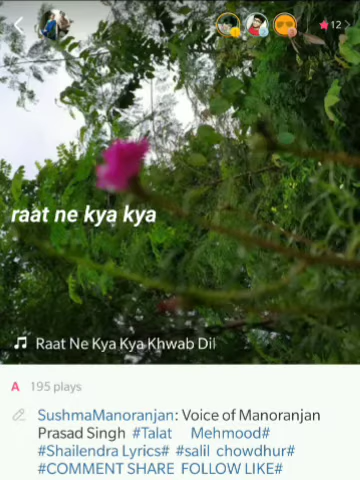 12
raat ne kya kya
Raat Ne Kya Kya Khwab Dil
A 195 plays
SushmaManoranjan: Voice of Manoranjan
Prasad Singh #Talat Mehmood#
#Shailendra Lyrics# #salil chowdhur#
#COMMENT SHARE FOLLOW LIKE#